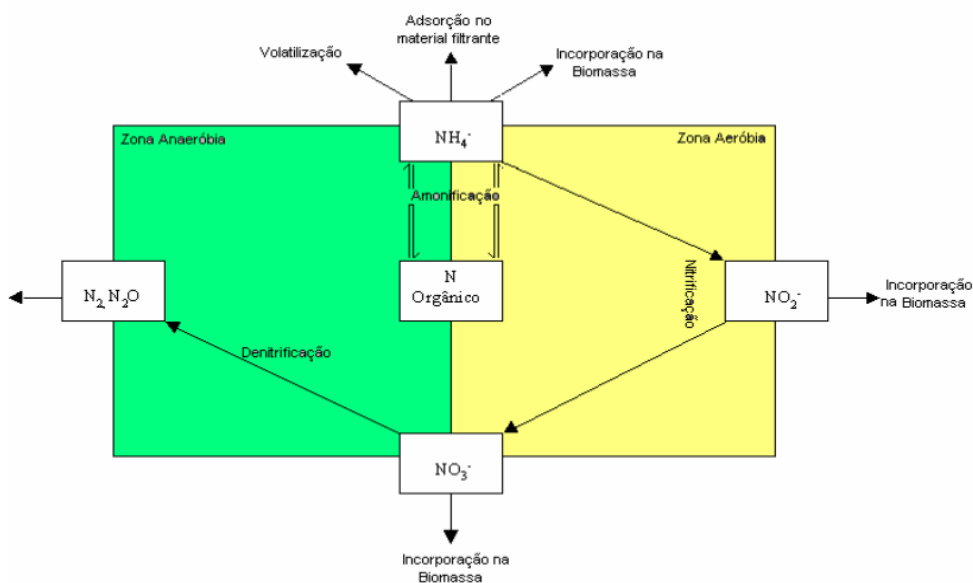 Adsorção no
material filtrante
Volatilização
Incorporação na
Biomassa
Zona Anaeróbia
NH₄⁻
Zona Aeróbia
Amonificação
N₂, N₂O
N
Orgânico
Nitrificação
NO₂⁻
Incorporação
na Biomassa
Denitrificação
NO₃⁻
Incorporação na
Biomassa